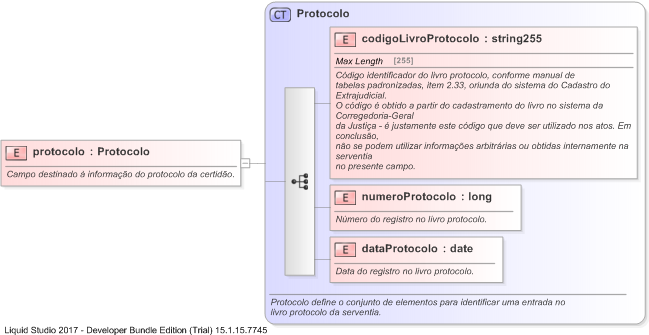 CT Protocolo
E codigoLivroProtocolo : string255
Max Length [255]
Código identificador do livro protocolo, conforme manual de
tabelas padronizadas, item 2.33, oriunda do sistema do Cadastro do
Extrajudicial.
O código é obtido a partir do cadastramento do livro no sistema da
Corregedoria-Geral
da Justiça - é justamente este código que deve ser utilizado nos atos. Em
conclusão,
não se podem utilizar informações arbitrárias ou obtidas internamente na
serventia
no presente campo.
E protocolo : Protocolo
Campo destinado à informação do protocolo da certidão.
E numeroProtocolo : long
Número do registro no livro protocolo.
E dataProtocolo : date
Data do registro no livro protocolo.
Protocolo define o conjunto de elementos para identificar uma entrada no
livro protocolo da serventia.
Liquid Studio 2017 - Developer Bundle Edition (Trial) 15.1.15.7745